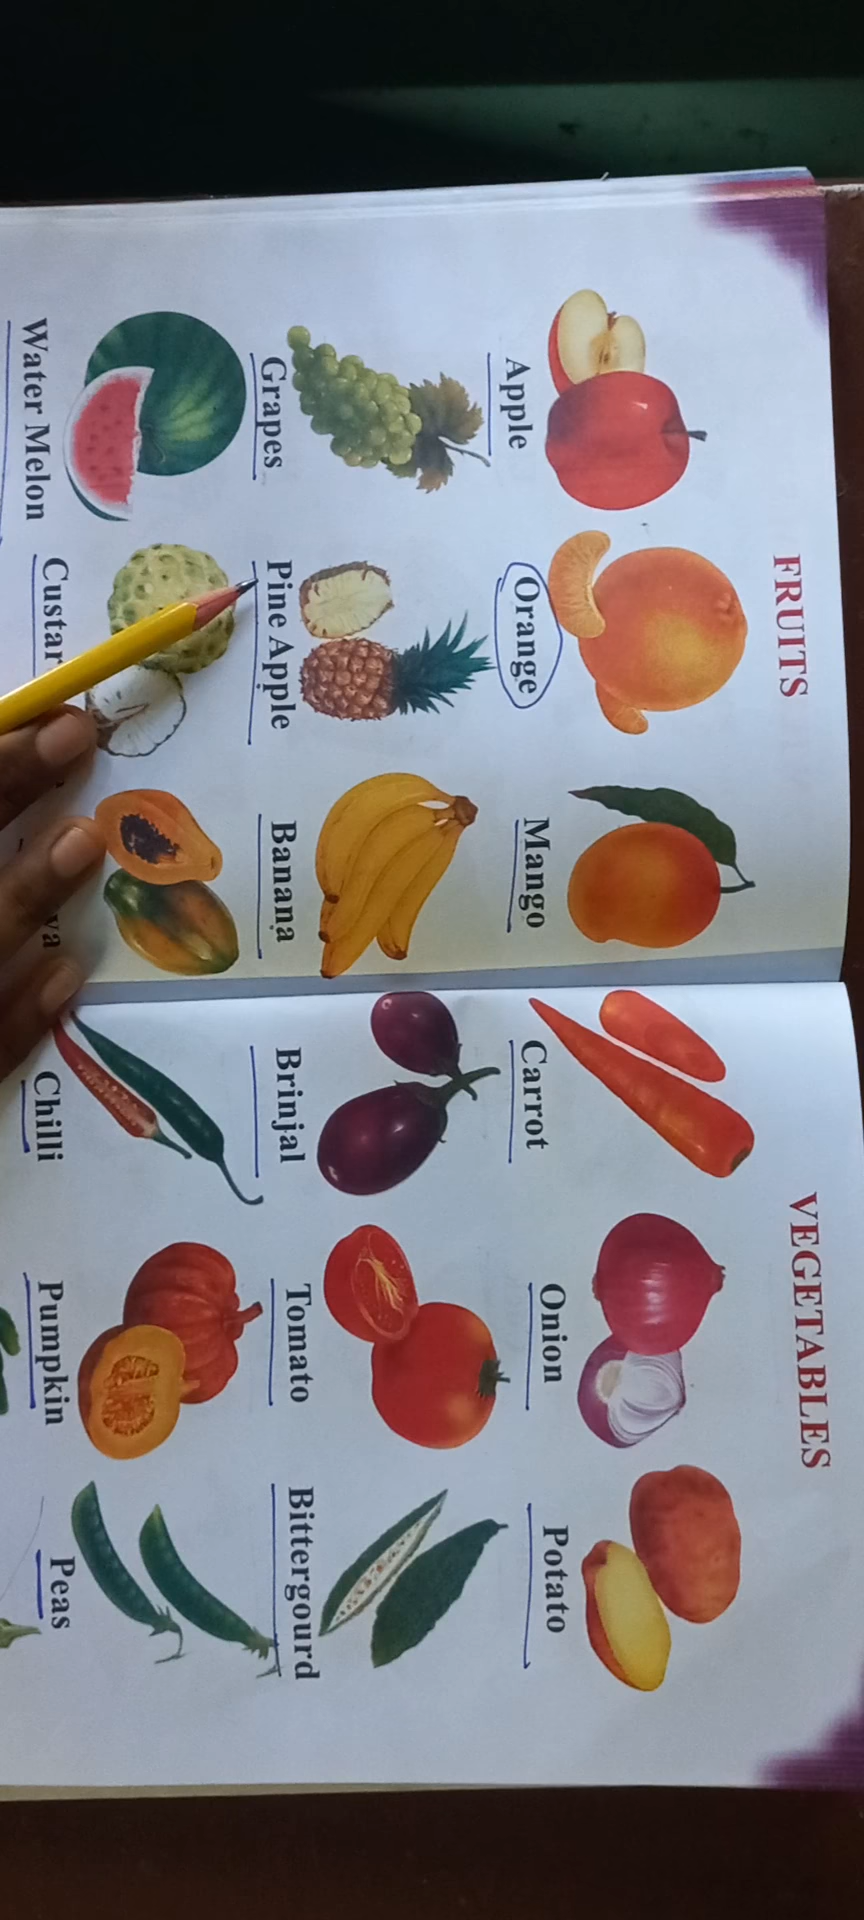 FRUITS
Apple Orange Mango
Grapes Pine Apple Banana
Water Melon Custar va
VEGETABLES
Carrot Onion Potato
Brinjal Tomato Bittergourd
Chilli Pumpkin Peas